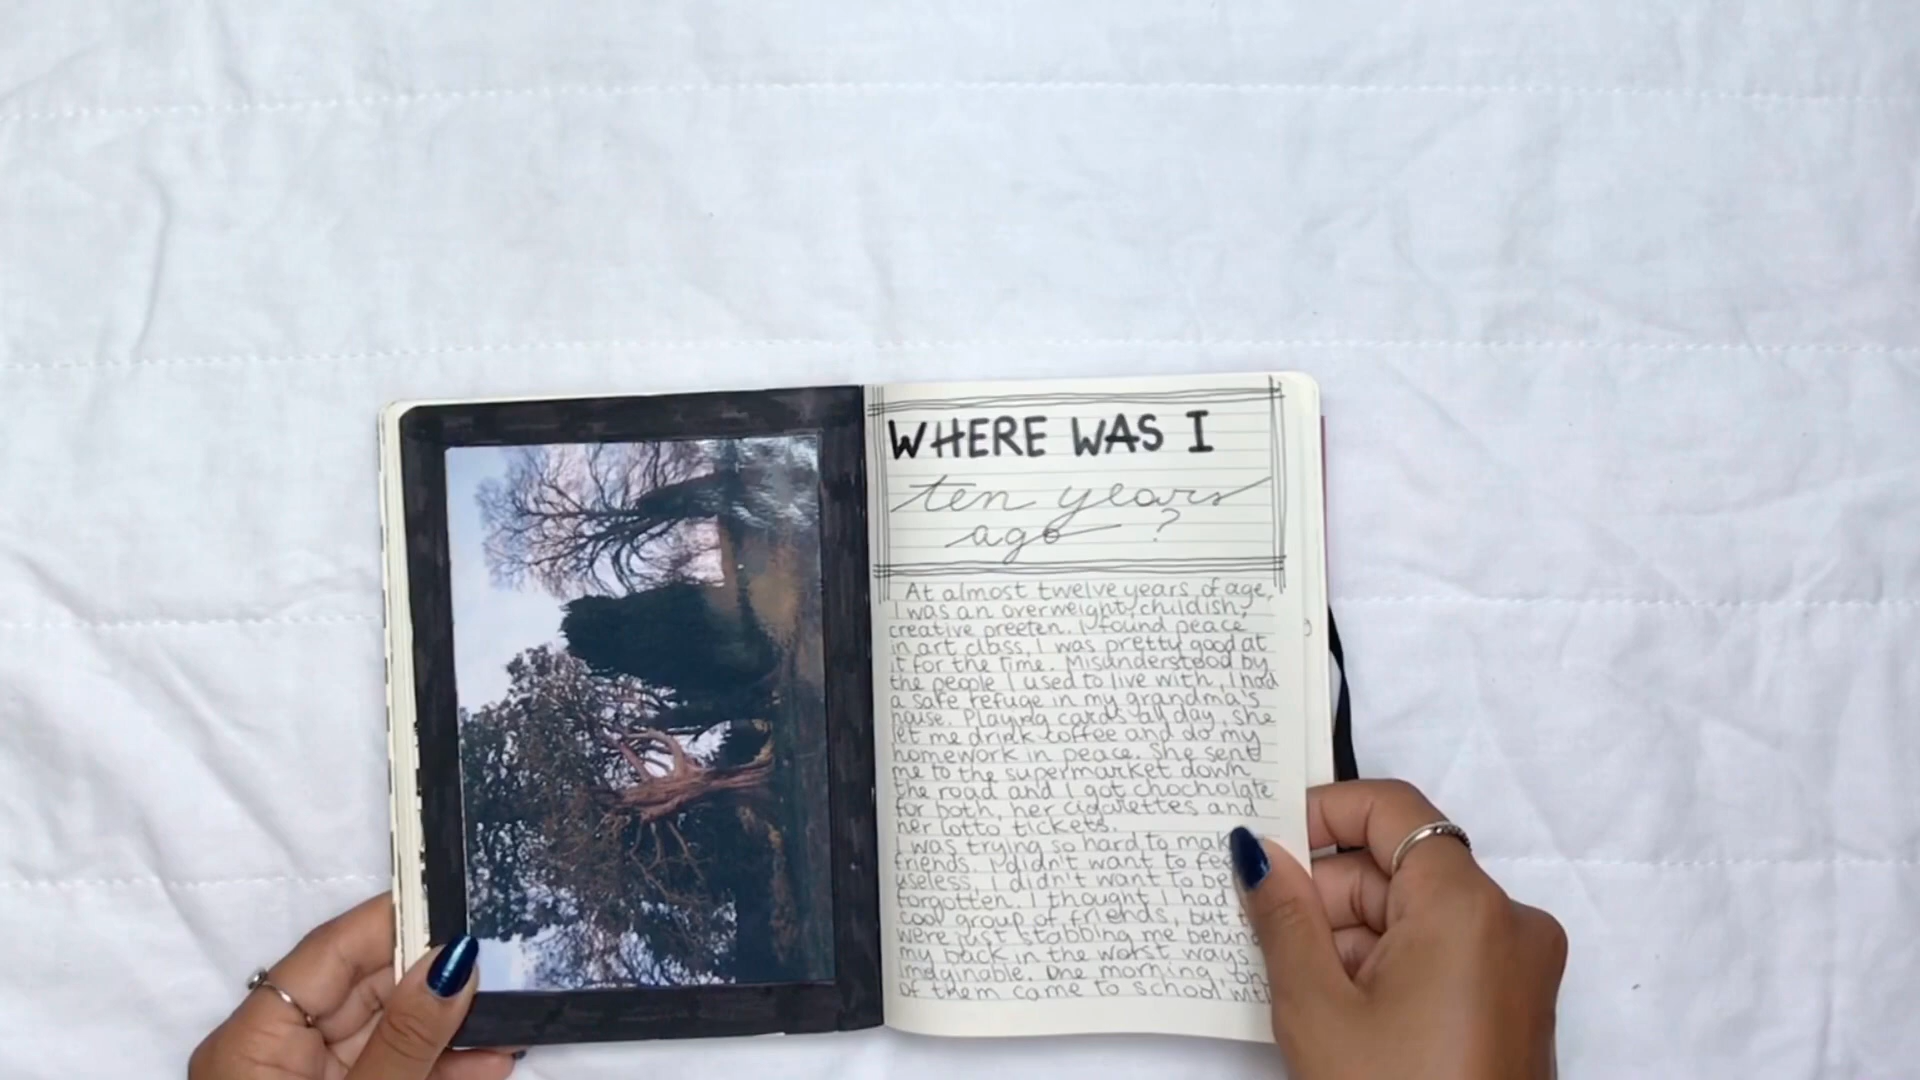 WHERE WAS I
ten years
ago?
At almost twelve years of age,
I was an overweight, childish,
creative preeten. I found peace
in art class, I was pretty good at
it for the time. Misunderstood by
the people I used to live with, I had
a safe refuge in my grandma's
house. Playing cards all day, she
let me drink coffee and do my
homework in peace. She sent
me to the supermarket down
the road and I got chocholate
for both, her cigarettes and
her lotto tickets.
I was trying so hard to mak
friends. I didn't want to fee
useless, I didn't want to be
forgotten. I thought I had
cool group of friends, but t
were just stabbing me behind
my back in the worst ways
imaginable. One morning, on
of them came to school with